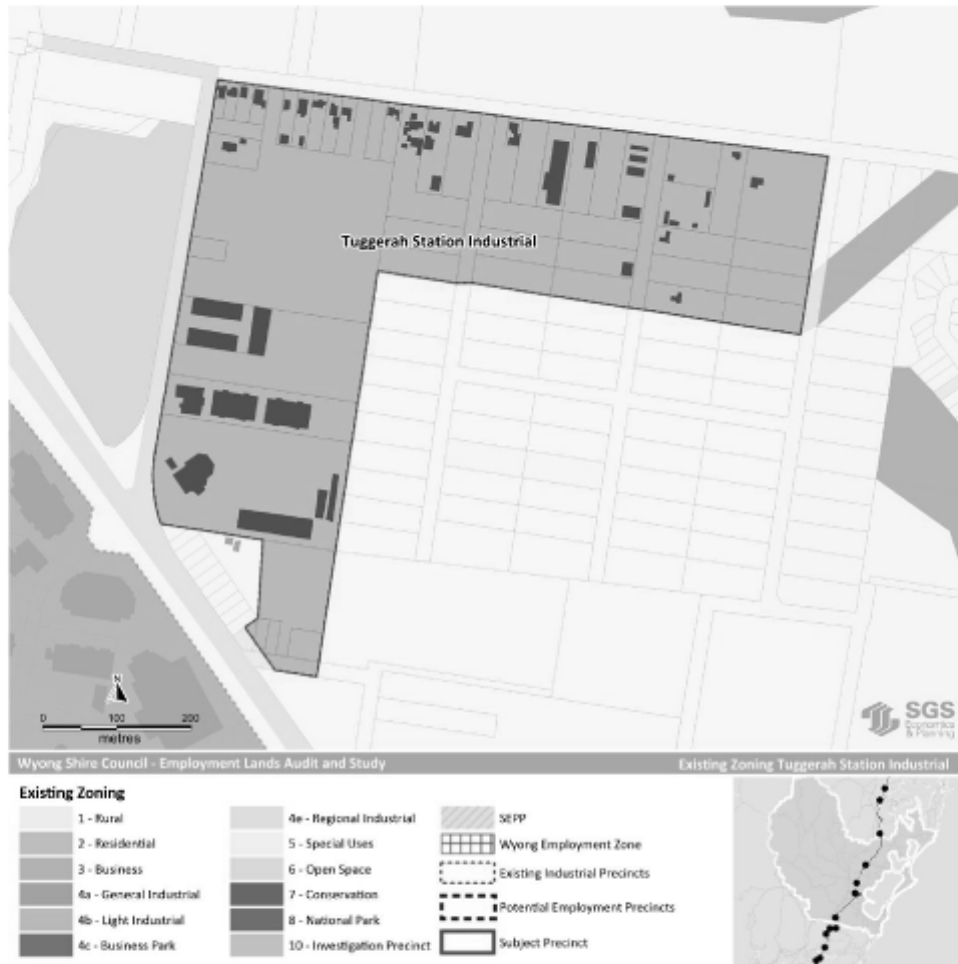 Tuggerah Station Industrial
N
0 100 200
metres
SGS
Economics
& Planning
Wyong Shire Council - Employment Lands Audit and Study
Existing Zoning Tuggerah Station Industrial
Existing Zoning
1 - Rural
2 - Residential
3 - Business
4a - General Industrial
4b - Light Industrial
4c - Business Park
4e - Regional Industrial
5 - Special Uses
6 - Open Space
7 - Conservation
8 - National Park
10 - Investigation Precinct
SEPP
Wyong Employment Zone
Existing Industrial Precincts
Potential Employment Precincts
Subject Precinct